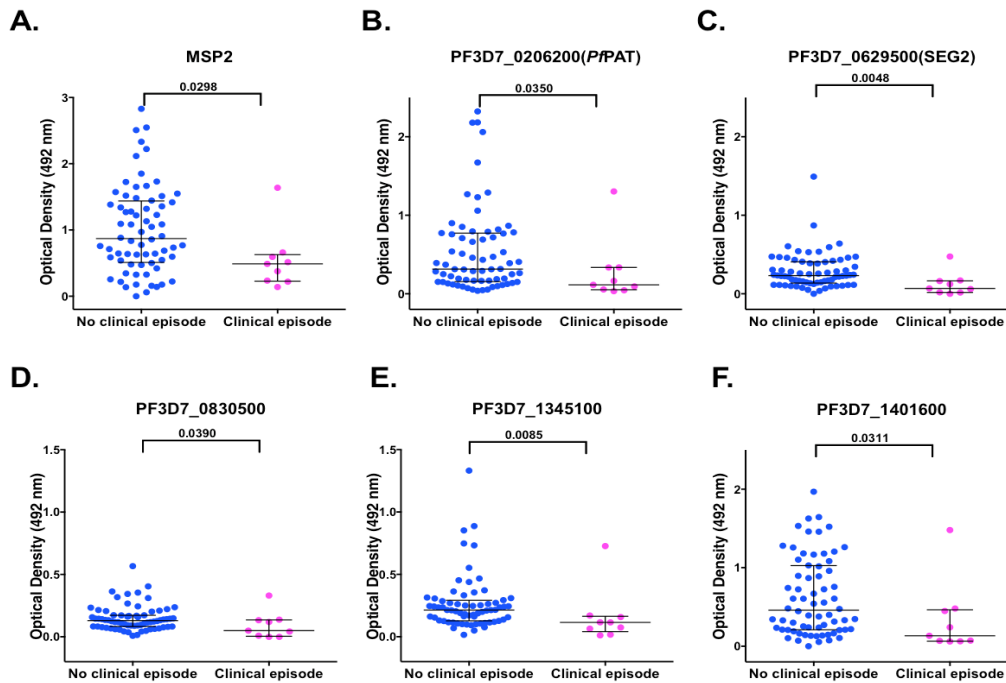 A.
MSP2
0.0298
Optical Density (492 nm)
3
2
1
0
No clinical episode
Clinical episode
B.
PF3D7_0206200(PfPAT)
0.0350
Optical Density (492 nm)
2
1
0
No clinical episode
Clinical episode
C.
PF3D7_0629500(SEG2)
0.0048
Optical Density (492 nm)
2
1
0
No clinical episode
Clinical episode
D.
PF3D7_0830500
0.0390
Optical Density (492 nm)
1.5
1.0
0.5
0.0
No clinical episode
Clinical episode
E.
PF3D7_1345100
0.0085
Optical Density (492 nm)
1.5
1.0
0.5
0.0
No clinical episode
Clinical episode
F.
PF3D7_1401600
0.0311
Optical Density (492 nm)
2
1
0
No clinical episode
Clinical episode